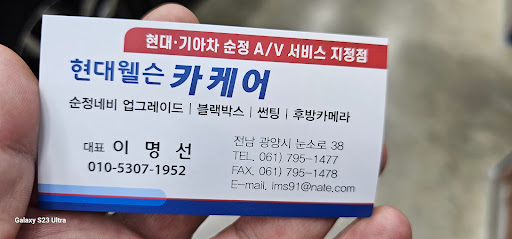 현대·기아차 순정 A/V 서비스 지정점
현대웰슨 카케어
순정네비 업그레이드 | 블랙박스 | 썬팅 | 후방카메라
대표 이 명 선
010-5307-1952
전남 광양시 눈소로 38
TEL. 061) 795-1477
FAX. 061) 795-1478
E-mail. lms91@nate.com
Galaxy S23 Ultra